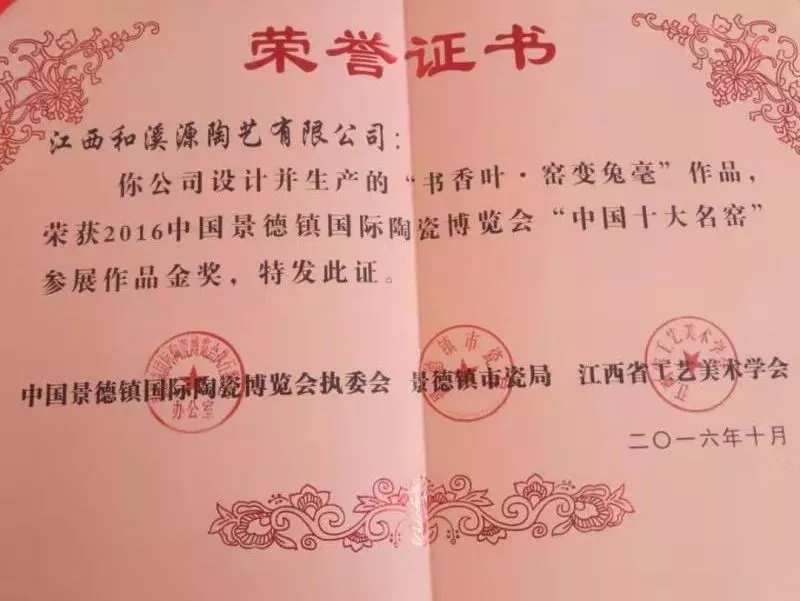 荣誉证书
江西和溪源陶艺有限公司：
你公司设计并生产的“书香叶·窑变兔毫”作品，
荣获2016中国景德镇国际陶瓷博览会“中国十大名窑”
参展作品金奖，特发此证。
中国景德镇国际陶瓷博览会执委会 景德镇市瓷局 江西省工艺美术学会
办公室
二〇一六年十月